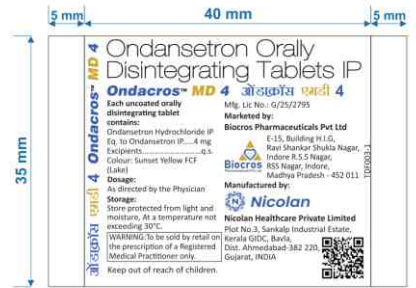 5 mm
40 mm
5 mm
35 mm
ओंडाक्रॉस एमडी 4 Ondacros™ MD 4
Ondansetron Orally
Disintegrating Tablets IP
Ondacros™ MD 4 ओंडाक्रॉस एमडी 4
Each uncoated orally
disintegrating tablet
contains:
Ondansetron Hydrochloride IP
Eq. to Ondansetron IP.....4 mg
Excipients......................q.s.
Colour: Sunset Yellow FCF
(Lake)
Dosage:
As directed by the Physician
Storage:
Store protected from light and
moisture, At a temperature not
exceeding 30°C.
WARNING:To be sold by retail on
the prescription of a Registered
Medical Practitioner only.
Keep out of reach of children.
Mfg. Lic No.: G/25/2795
Marketed by:
Biocros Pharmaceuticals Pvt Ltd
Biocros
E-15, Building H.I.G,
Ravi Shankar Shukla Nagar,
Indore R.S.S Nagar,
RSS Nagar, Indore,
Madhya Pradesh - 452 011
Manufactured by:
Nicolan
Nicolan Healthcare Private Limited
Plot No.3, Sankalp Industrial Estate,
Kerala GIDC, Bavla,
Dist. Ahmedabad-382 220,
Gujarat, INDIA